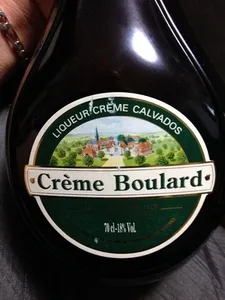 LIQUEUR CRÈME CALVADOS
Crème Boulard
70 cl-18% Vol.